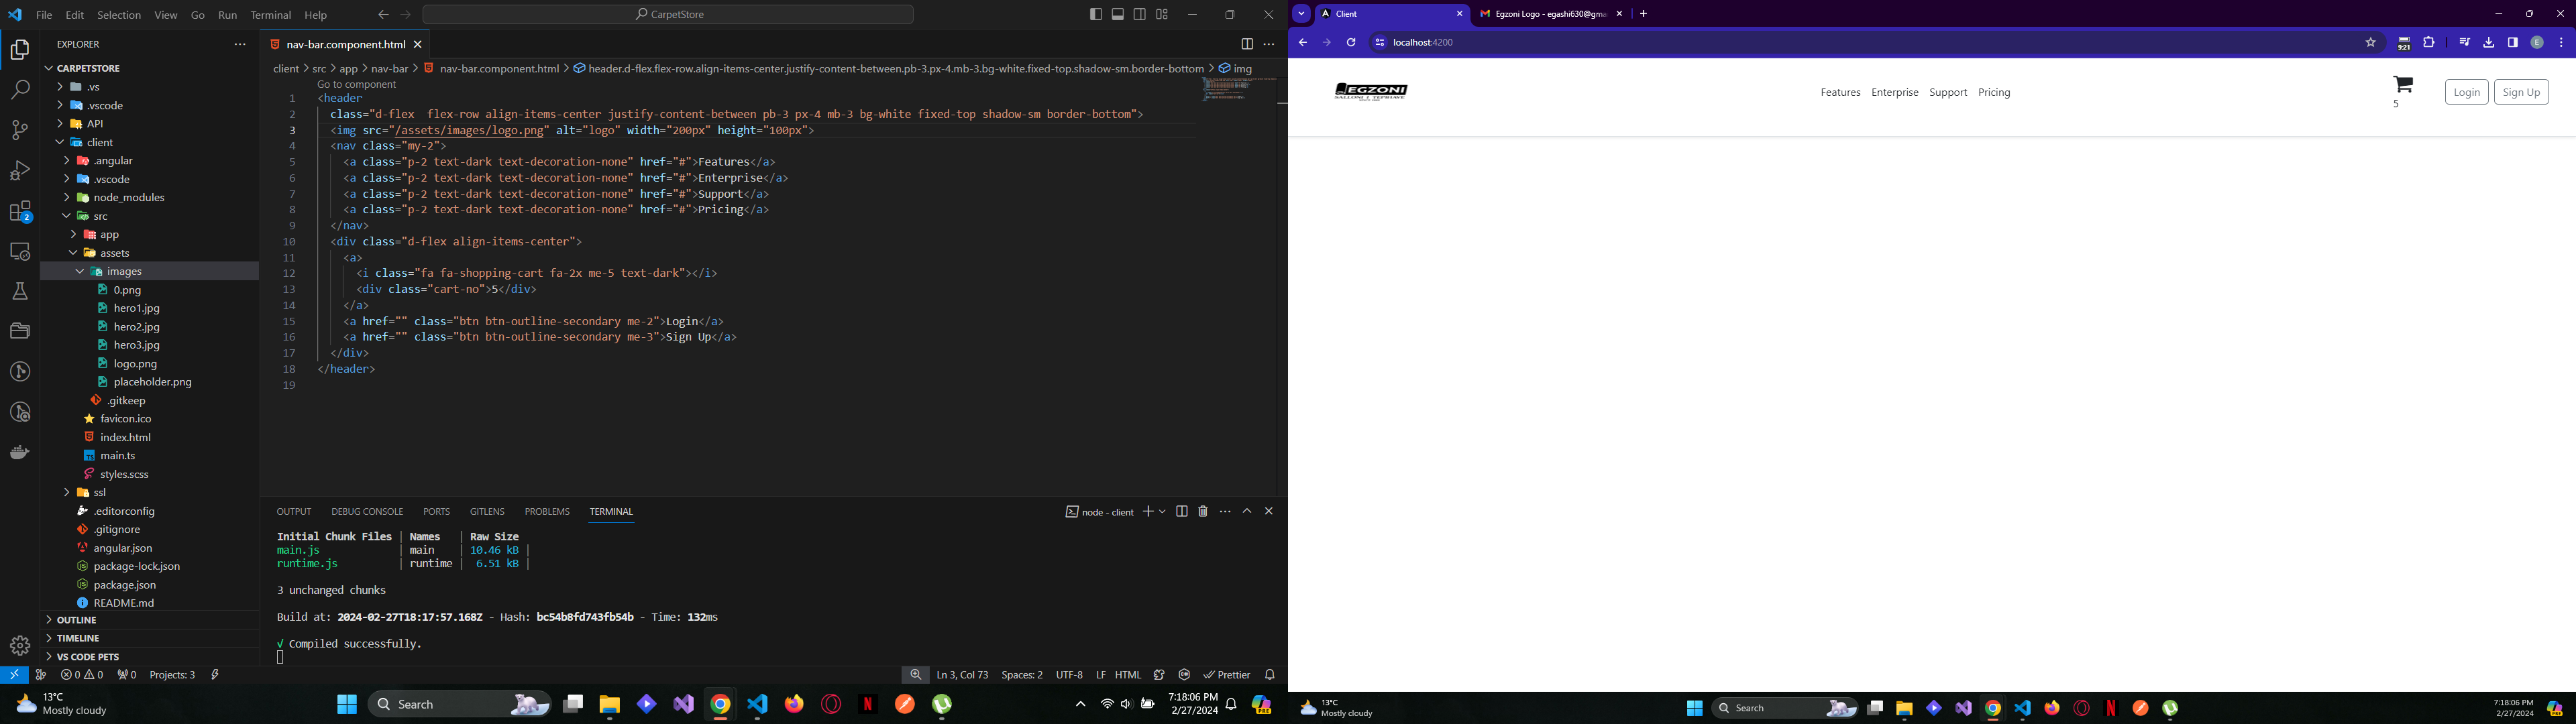 File Edit Selection View Go Run Terminal Help
CarpetStore
EXPLORER
CARPETSTORE
.vs
.vscode
API
client
.angular
.vscode
node_modules
src
app
assets
images
0.png
hero1.jpg
hero2.jpg
hero3.jpg
logo.png
placeholder.png
.gitkeep
favicon.ico
index.html
main.ts
styles.scss
ssl
.editorconfig
.gitignore
angular.json
package-lock.json
package.json
README.md
OUTLINE
TIMELINE
VS CODE PETS
2
nav-bar.component.html
client > src > app > nav-bar > nav-bar.component.html > header.d-flex.flex-row.align-items-center.justify-content-between.pb-3.px-4.mb-3.bg-white.fixed-top.shadow-sm.border-bottom > img
Go to component
1 <header
2 class="d-flex  flex-row align-items-center justify-content-between pb-3 px-4 mb-3 bg-white fixed-top shadow-sm border-bottom">
3 <img src="/assets/images/logo.png" alt="logo" width="200px" height="100px">
4 <nav class="my-2">
5 <a class="p-2 text-dark text-decoration-none" href="#">Features</a>
6 <a class="p-2 text-dark text-decoration-none" href="#">Enterprise</a>
7 <a class="p-2 text-dark text-decoration-none" href="#">Support</a>
8 <a class="p-2 text-dark text-decoration-none" href="#">Pricing</a>
9 </nav>
10 <div class="d-flex align-items-center">
11 <a>
12 <i class="fa fa-shopping-cart fa-2x me-5 text-dark"></i>
13 <div class="cart-no">5</div>
14 </a>
15 <a href="" class="btn btn-outline-secondary me-2">Login</a>
16 <a href="" class="btn btn-outline-secondary me-3">Sign Up</a>
17 </div>
18 </header>
19
OUTPUT DEBUG CONSOLE PORTS GITLENS PROBLEMS TERMINAL
node - client
Initial Chunk Files | Names | Raw Size
main.js | main | 10.46 kB |
runtime.js | runtime | 6.51 kB |
3 unchanged chunks
Build at: 2024-02-27T18:17:57.168Z - Hash: bc54b8fd743fb54b - Time: 132ms
√ Compiled successfully.
0 0 0 Projects: 3
Ln 3, Col 73 Spaces: 2 UTF-8 LF HTML Prettier
13°C
Mostly cloudy
Search
7:18:06 PM
2/27/2024
PRE
Client
Egzoni Logo - egashi630@gma
localhost:4200
9:21
E
EGZONI
SALLONI I TEPIHAVE
Features Enterprise Support Pricing
5
Login Sign Up
13°C
Mostly cloudy
Search
7:18:06 PM
2/27/2024